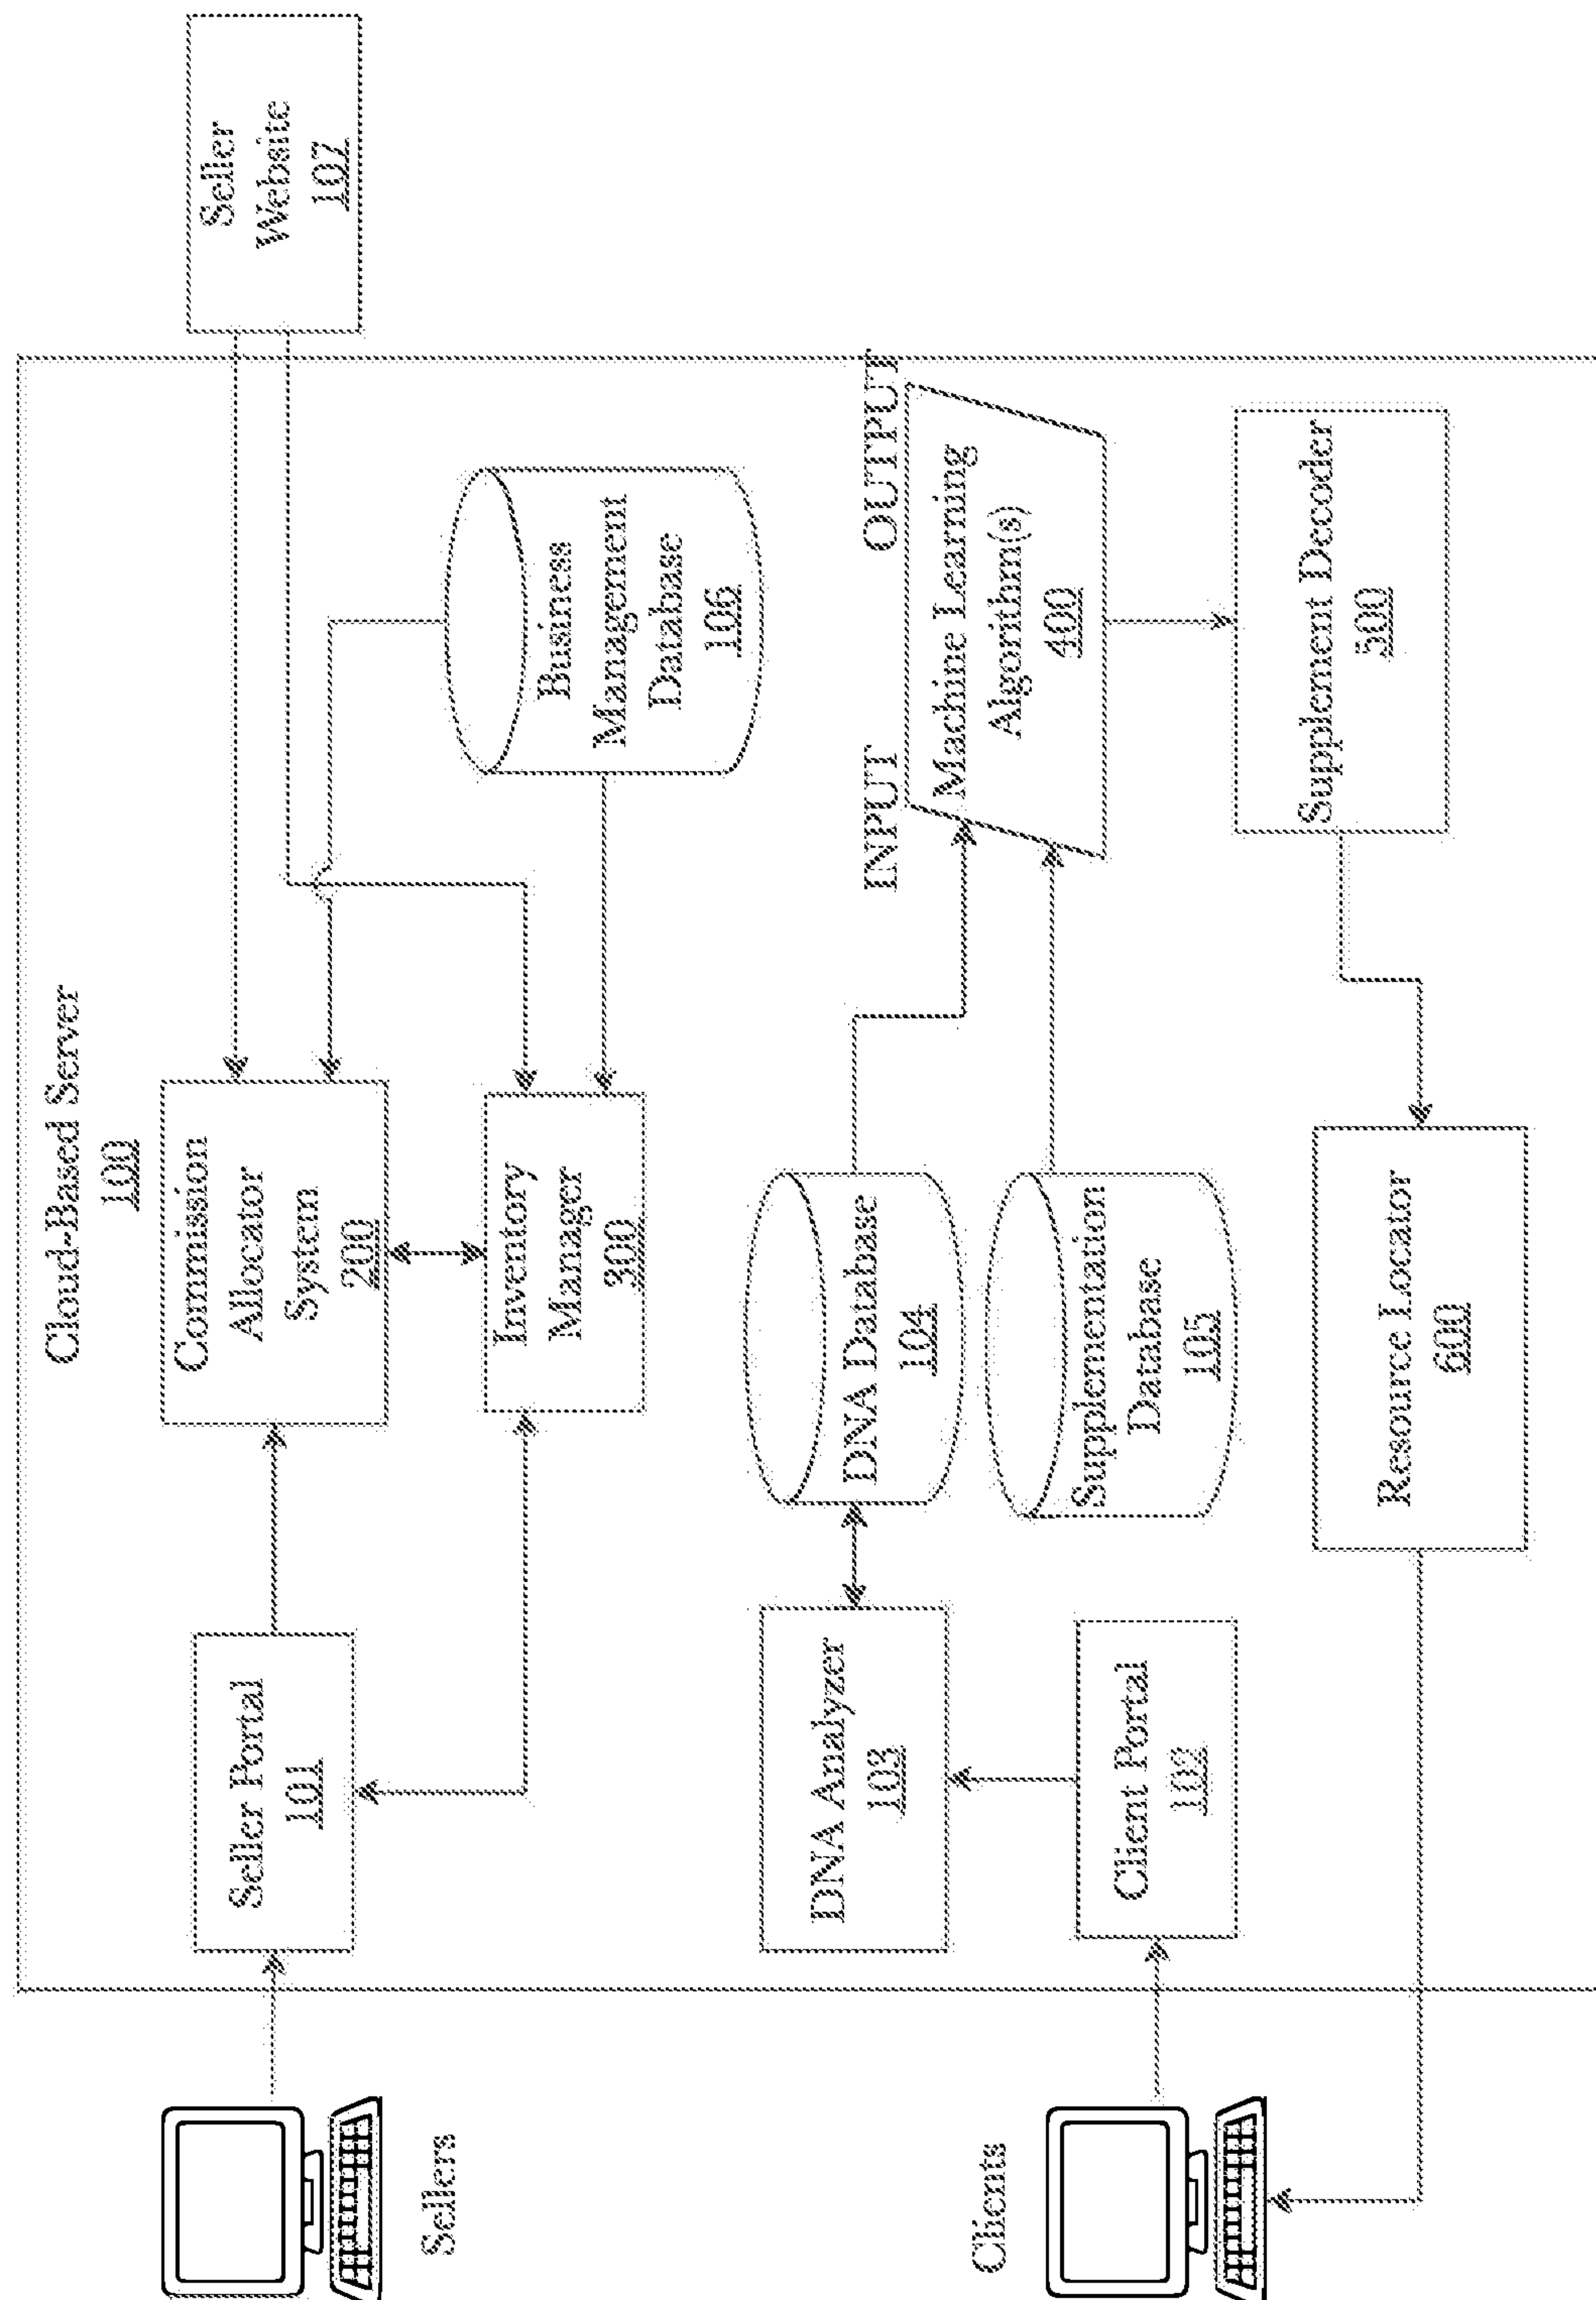 Cloud-Based Server
100
Sellers
Seller Portal
101
Commission
Allocator
System
200
Inventory
Manager
300
Business
Management
Database
106
Seller
Website
107
Clients
DNA Analyzer
103
Client Portal
102
DNA Database
104
Supplementation
Database
105
INPUT
OUTPUT
Machine Learning
Algorithm(s)
400
Supplement Decoder
500
Resource Locator
600